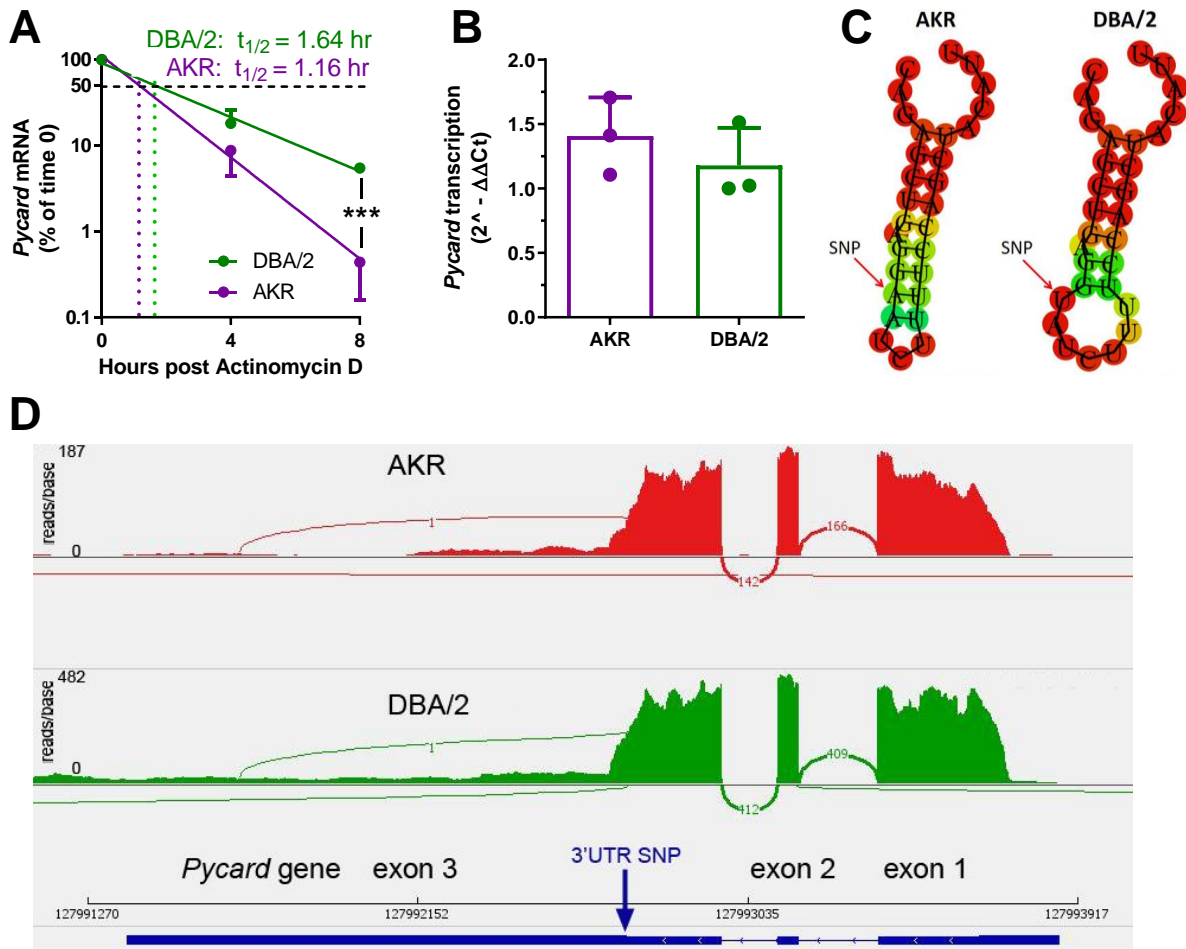 A
DBA/2: t1/2 = 1.64 hr
AKR: t1/2 = 1.16 hr
100
50
10
1
0.1
Pycard mRNA
(% of time 0)
***
DBA/2
AKR
0 4 8
Hours post Actinomycin D
B
2.0
1.5
1.0
0.5
0.0
Pycard transcription
(2^ - ΔΔCt)
AKR DBA/2
C
AKR DBA/2
SNP SNP
D
187
reads/base
0
AKR
1
166
142
482
reads/base
0
DBA/2
1
409
412
3'UTR SNP
Pycard gene exon 3 exon 2 exon 1
127991270 127992152 127993035 127993917